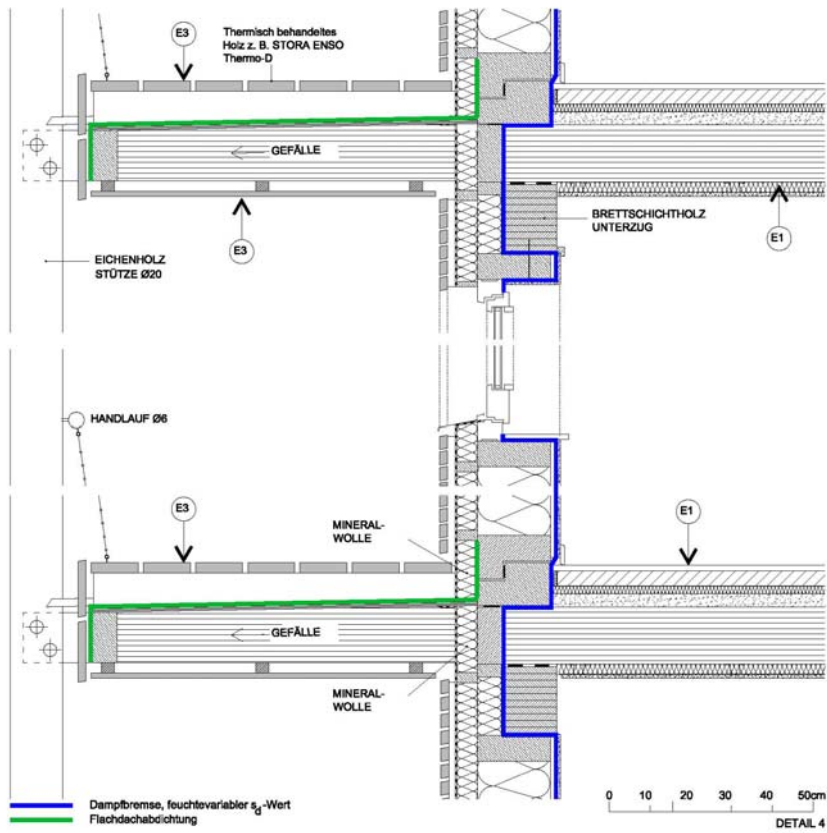 E3
Thermisch behandeltes
Holz z. B. STORA ENSO
Thermo-D
GEFÄLLE
E3
EICHENHOLZ
STÜTZE Ø20
BRETTSCHICHTHOLZ
UNTERZUG
E1
HANDLAUF Ø6
E3
MINERAL-
WOLLE
E1
GEFÄLLE
MINERAL-
WOLLE
Dampfbremse, feuchtevariabler sd-Wert
Flachdachabdichtung
0 10 20 30 40 50cm
DETAIL 4